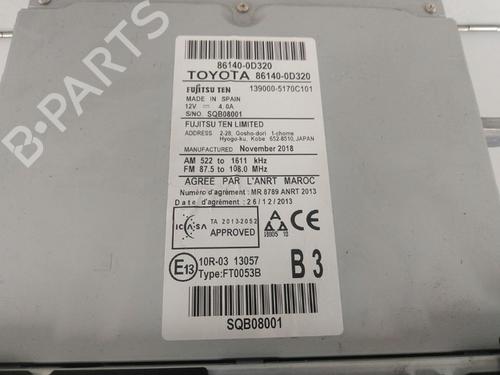 B-PARTS
86140-0D320
TOYOTA 86140-0D320
FUJITSU TEN 139000-5170C101
MADE IN SPAIN
12V ⎓ 4.0A
S/NO. SQB08001
FUJITSU TEN LIMITED
ADDRESS 2-28, Gosho-dori 1-chome
Hyogo-ku, Kobe 652-8510, JAPAN
MANUFACTURED November 2018
AM 522 to 1611 kHz
FM 87.5 to 108.0 MHz
AGREE PAR L'ANRT MAROC
Numéro d'agrément: MR 8789 ANRT 2013
Date d'agrément: 26/12/2013
ICASA
TA 2013-2052
APPROVED
E13
10R-03 13057
Type:FT0053B
B 3
SQB08001